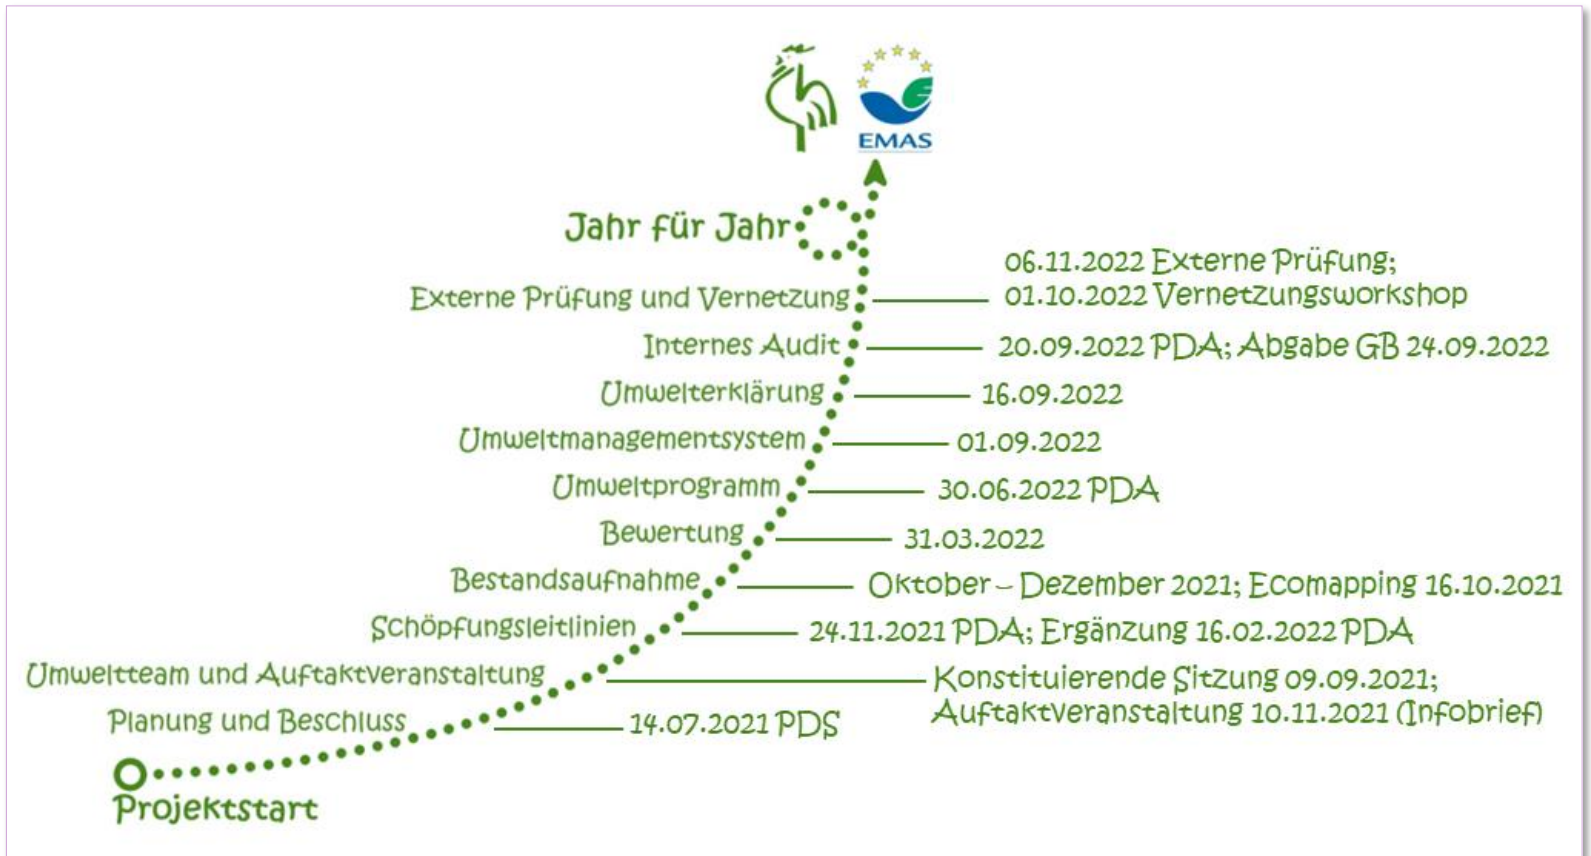 EMAS
Jahr für Jahr
06.11.2022 Externe Prüfung;
Externe Prüfung und Vernetzung
01.10.2022 Vernetzungsworkshop
Internes Audit
20.09.2022 PDA; Abgabe GB 24.09.2022
Umwelterklärung
16.09.2022
Umweltmanagementsystem
01.09.2022
Umweltprogramm
30.06.2022 PDA
Bewertung
31.03.2022
Bestandsaufnahme
Oktober – Dezember 2021; Ecomapping 16.10.2021
Schöpfungsleitlinien
24.11.2021 PDA; Ergänzung 16.02.2022 PDA
Umweltteam und Auftaktveranstaltung
Konstituierende Sitzung 09.09.2021;
Auftaktveranstaltung 10.11.2021 (Infobrief)
Planung und Beschluss
14.07.2021 PDS
Projektstart